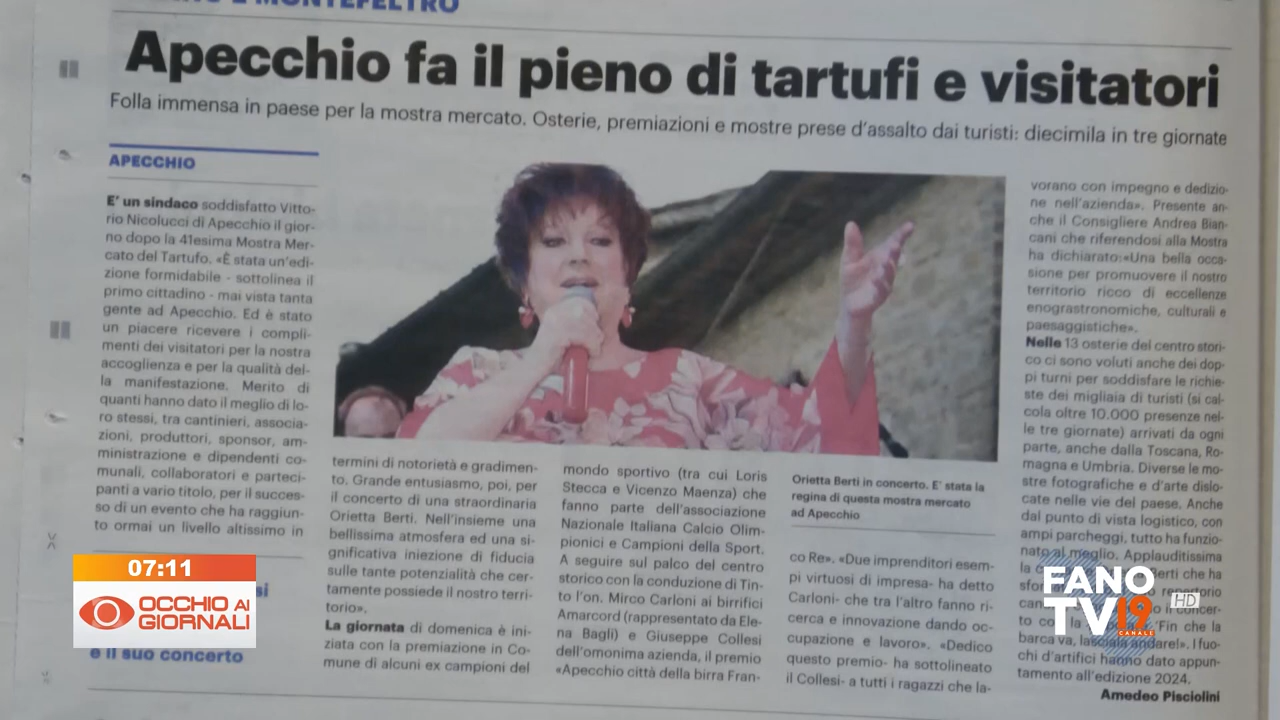 MONTEFELTRO
Apecchio fa il pieno di tartufi e visitatori
Folla immensa in paese per la mostra mercato. Osterie, premiazioni e mostre prese d'assalto dai turisti: diecimila in tre giornate
APECCHIO
E' un sindaco soddisfatto Vitto-
rio Nicolucci di Apecchio il gior-
no dopo la 41esima Mostra Mer-
cato del Tartufo. «È stata un'edi-
zione formidabile - sottolinea il
primo cittadino - mai vista tanta
gente ad Apecchio. Ed è stato
un piacere ricevere i compli-
menti dei visitatori per la nostra
accoglienza e per la qualità del-
la manifestazione. Merito di
quanti hanno dato il meglio di lo-
ro stessi, tra cantinieri, associa-
zioni, produttori, sponsor, am-
ministrazione e dipendenti co-
munali, collaboratori e parteci-
panti a vario titolo, per il succes-
so di un evento che ha raggiun-
to ormai un livello altissimo in
termini di notorietà e gradimen-
to. Grande entusiasmo, poi, per
il concerto di una straordinaria
Orietta Berti. Nell'insieme una
bellissima atmosfera ed una si-
gnificativa iniezione di fiducia
sulle tante potenzialità che cer-
tamente possiede il nostro terri-
torio».
La giornata di domenica è ini-
ziata con la premiazione in Co-
mune di alcuni ex campioni del
mondo sportivo (tra cui Loris
Stecca e Vicenzo Maenza) che
fanno parte dell'associazione
Nazionale Italiana Calcio Olim-
pionici e Campioni della Sport.
A seguire sul palco del centro
storico con la conduzione di Tin-
to l'on. Mirco Carloni ai birrifici
Amarcord (rappresentato da Ele-
na Bagli) e Giuseppe Collesi
dell'omonima azienda, il premio
«Apecchio città della birra Fran-
Orietta Berti in concerto. E' stata la
regina di questa mostra mercato
ad Apecchio
co Re». «Due imprenditori esem-
pi virtuosi di impresa- ha detto
Carloni- che tra l'altro fanno ri-
cerca e innovazione dando oc-
cupazione e lavoro». «Dedico
questo premio- ha sottolineato
il Collesi- a tutti i ragazzi che la-
vorano con impegno e dedizio-
ne nell'azienda». Presente an-
che il Consigliere Andrea Bian-
cani che riferendosi alla Mostra
ha dichiarato:«Una bella occa-
sione per promuovere il nostro
territorio ricco di eccellenze
enograstronomiche, culturali e
paesaggistiche».
Nelle 13 osterie del centro stori-
co ci sono voluti anche dei dop-
pi turni per soddisfare le richie-
ste dei migliaia di turisti (si cal-
cola oltre 10.000 presenze nel-
le tre giornate) arrivati da ogni
parte, anche dalla Toscana, Ro-
magna e Umbria. Diverse le mo-
stre fotografiche e d'arte dislo-
cate nelle vie del paese. Anche
dal punto di vista logistico, con
ampi parcheggi, tutto ha funzio-
nato al meglio. Applauditissima
la Berti che ha
repertorio
il concer-
to con la 'Fin che la
barca va, lasciala andare!». I fuo-
chi d'artifici hanno dato appun-
tamento all'edizione 2024.
Amedeo Pisciolini
e il suo concerto
07:11
OCCHIO AI
GIORNALI
FANO
TV 19 HD
CANALE